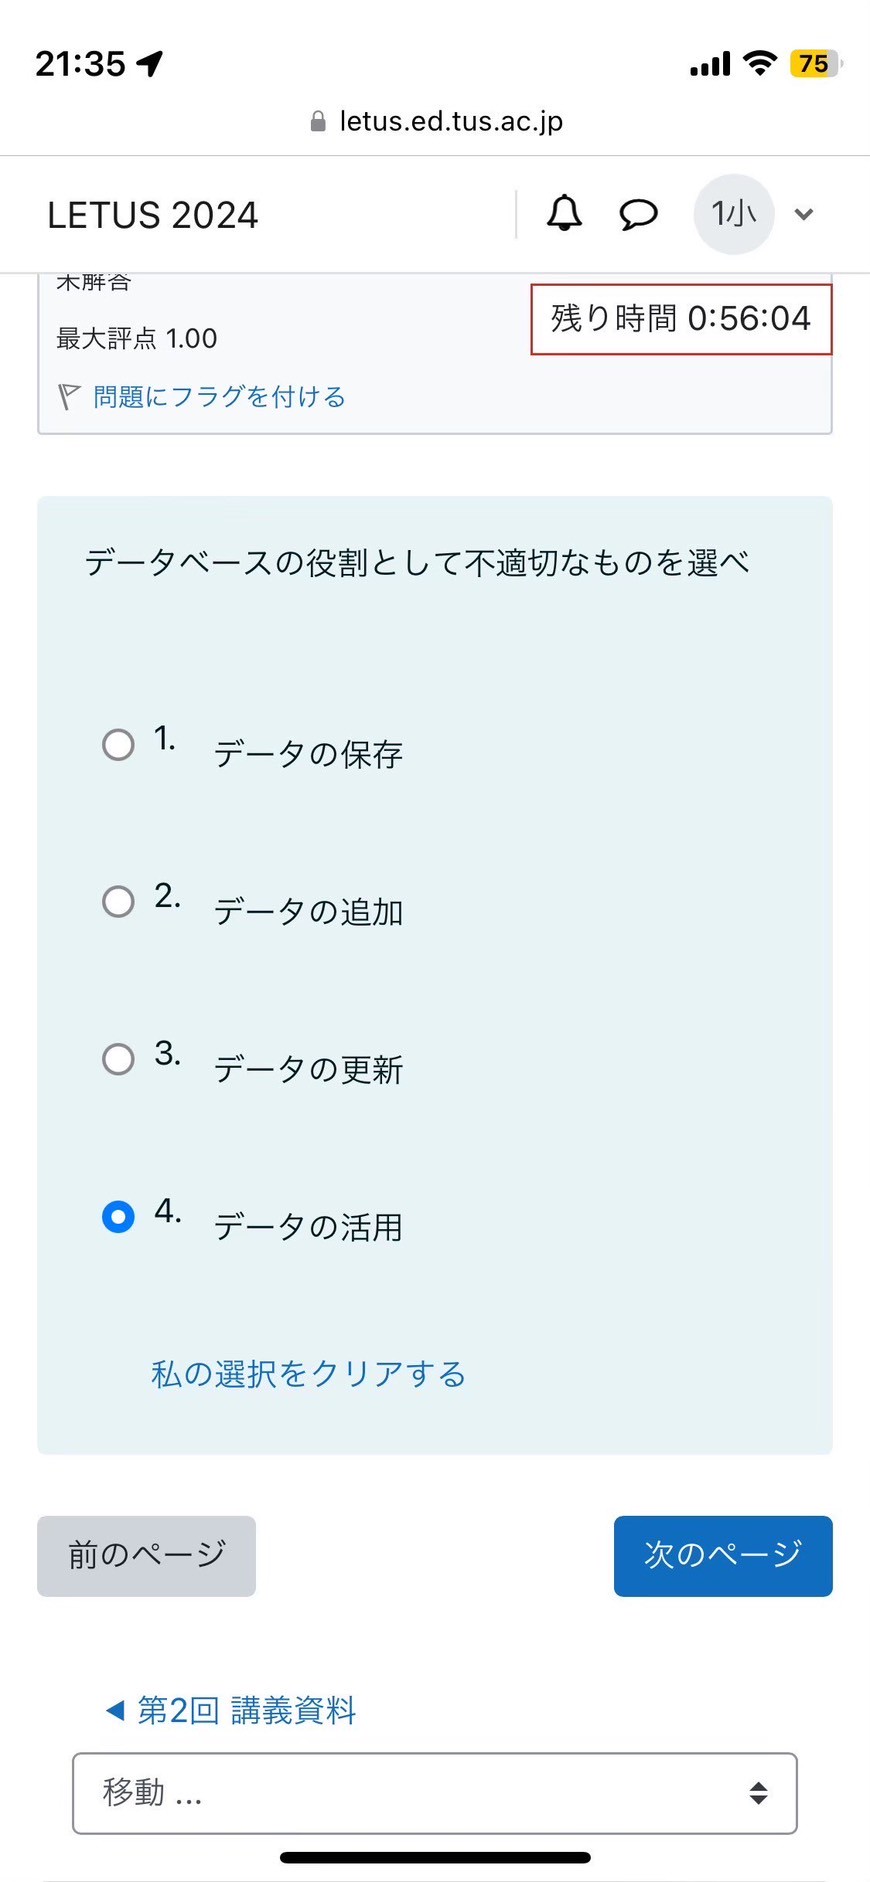 21:35
75
letus.ed.tus.ac.jp
LETUS 2024
1小
未解答
残り時間 0:56:04
最大評点 1.00
問題にフラグを付ける
データベースの役割として不適切なものを選べ
1. データの保存
2. データの追加
3. データの更新
4. データの活用
私の選択をクリアする
前のページ
次のページ
◀ 第2回 講義資料
移動 ...